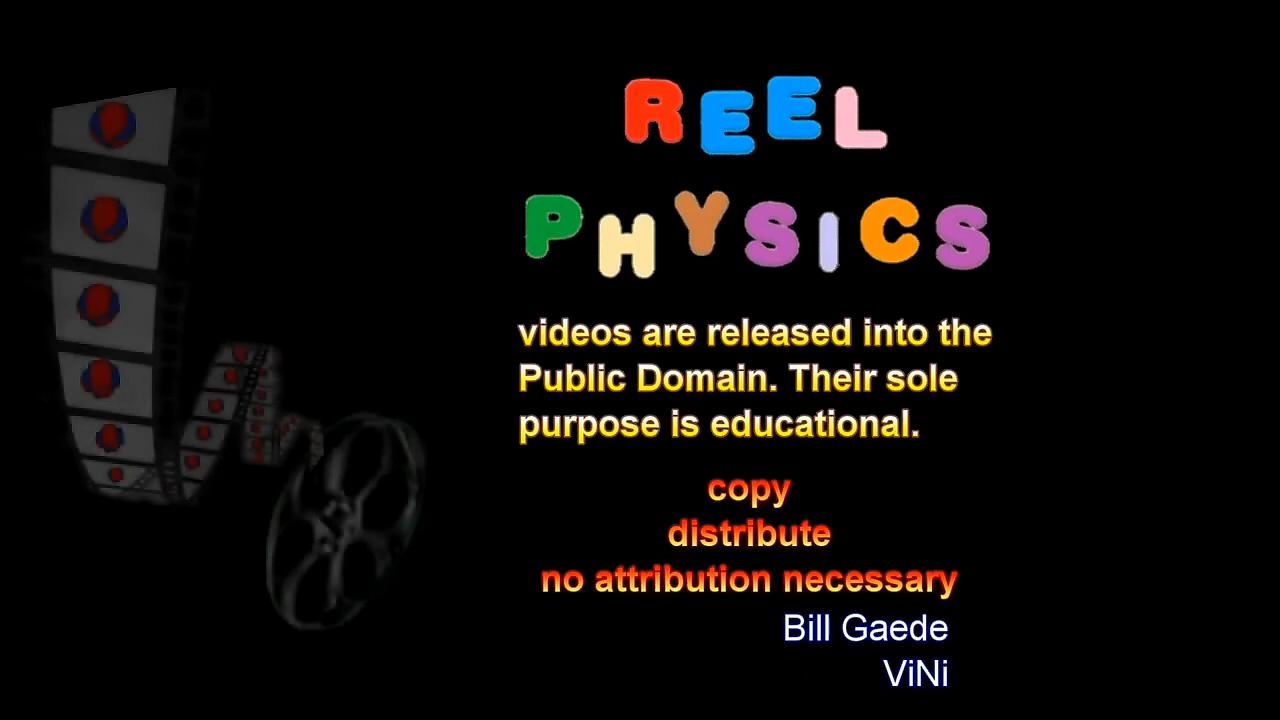 REEL
PHYSICS
videos are released into the
Public Domain. Their sole
purpose is educational.
copy
distribute
no attribution necessary
Bill Gaede
ViNi